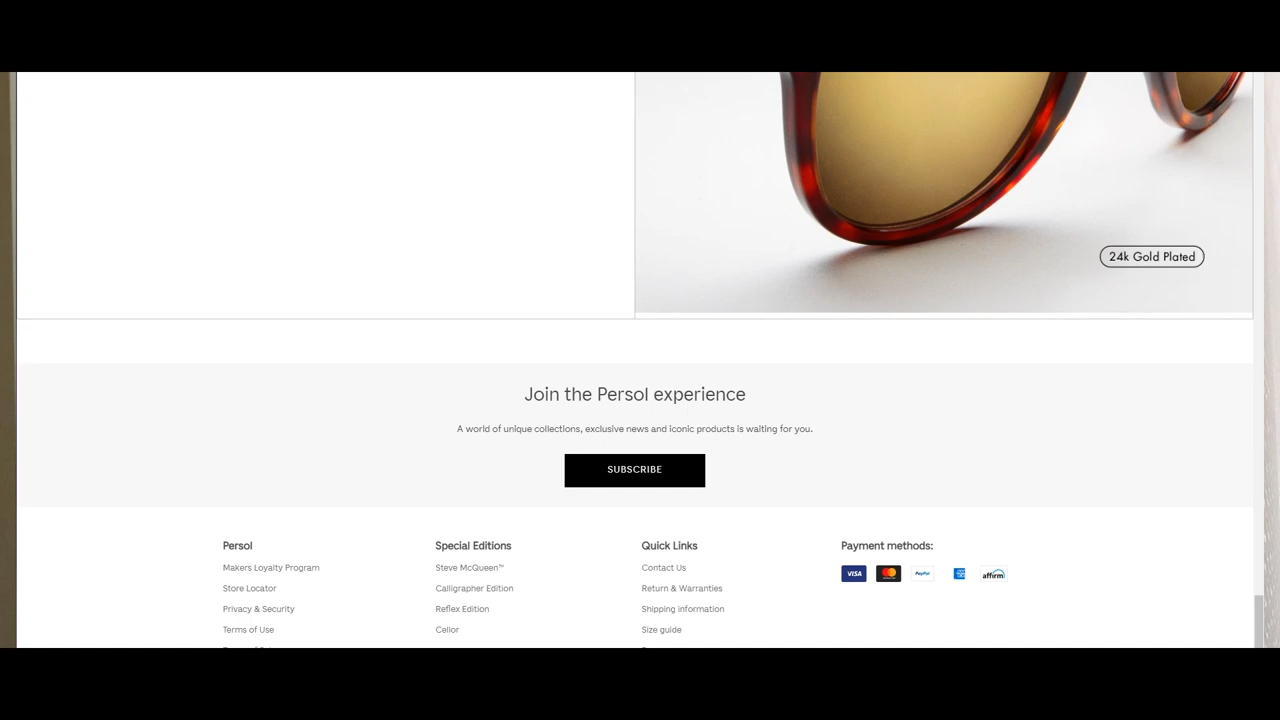 24k Gold Plated
Join the Persol experience
A world of unique collections, exclusive news and iconic products is waiting for you.
SUBSCRIBE
Persol
Makers Loyalty Program
Store Locator
Privacy & Security
Terms of Use
Special Editions
Steve McQueen™
Calligrapher Edition
Reflex Edition
Cellor
Quick Links
Contact Us
Return & Warranties
Shipping information
Size guide
Payment methods:
VISA
PayPal
affirm